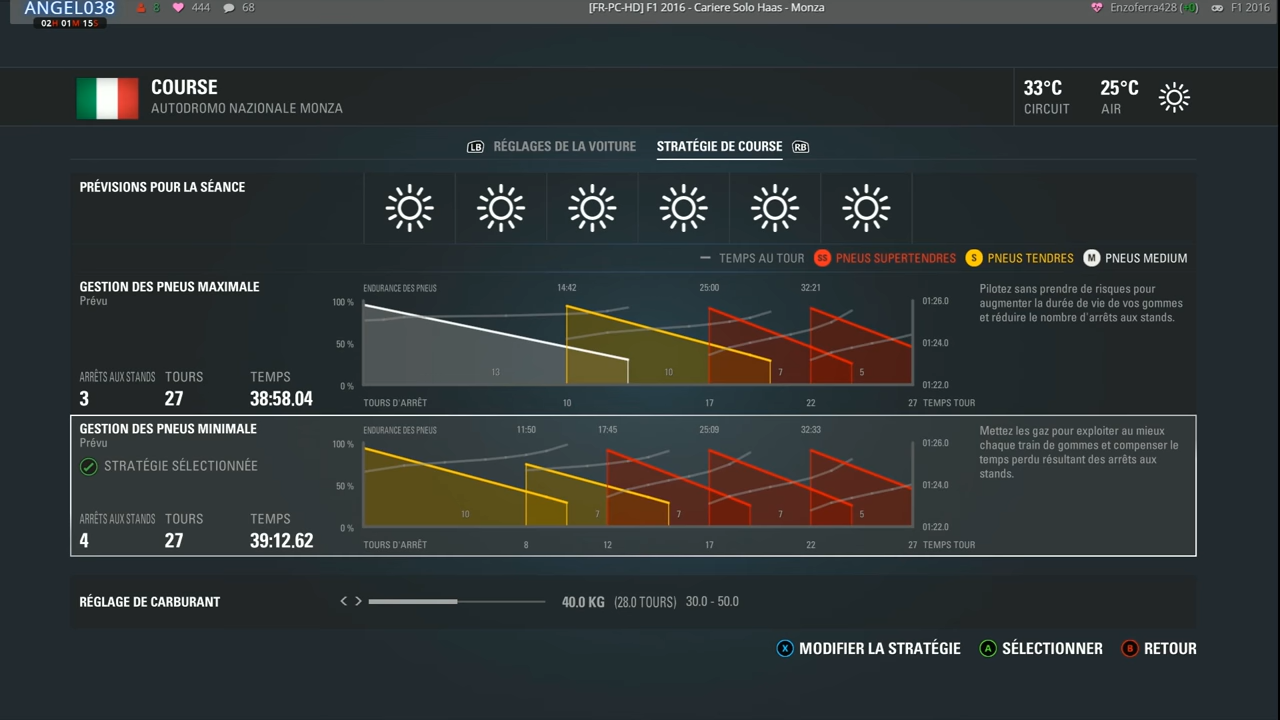 ANGEL038
8
444
68
[FR-PC-HD] F1 2016 - Cariere Solo Haas - Monza
Enzoferra428 (+0)
F1 2016
02H 01M 15S
COURSE
AUTODROMO NAZIONALE MONZA
33°C
CIRCUIT
25°C
AIR
LB RÉGLAGES DE LA VOITURE STRATÉGIE DE COURSE RB
PRÉVISIONS POUR LA SÉANCE
TEMPS AU TOUR SS PNEUS SUPERTENDRES S PNEUS TENDRES M PNEUS MEDIUM
GESTION DES PNEUS MAXIMALE
Prévu
ARRÊTS AUX STANDS TOURS TEMPS
3 27 38:58.04
ENDURANCE DES PNEUS 14:42 25:00 32:21
100 %
50 %
0 %
13 10 7 5
01:26.0
01:24.0
01:22.0
TOURS D'ARRÊT 10 17 22 27 TEMPS TOUR
Pilotez sans prendre de risques pour
augmenter la durée de vie de vos gommes
et réduire le nombre d'arrêts aux stands.
GESTION DES PNEUS MINIMALE
Prévu
STRATÉGIE SÉLECTIONNÉE
ARRÊTS AUX STANDS TOURS TEMPS
4 27 39:12.62
ENDURANCE DES PNEUS 11:50 17:45 25:09 32:33
100 %
50 %
0 %
10 7 7 7 5
01:26.0
01:24.0
01:22.0
TOURS D'ARRÊT 8 12 17 22 27 TEMPS TOUR
Mettez les gaz pour exploiter au mieux
chaque train de gommes et compenser le
temps perdu résultant des arrêts aux
stands.
RÉGLAGE DE CARBURANT
40.0 KG (28.0 TOURS) 30.0 - 50.0
X MODIFIER LA STRATÉGIE A SÉLECTIONNER B RETOUR